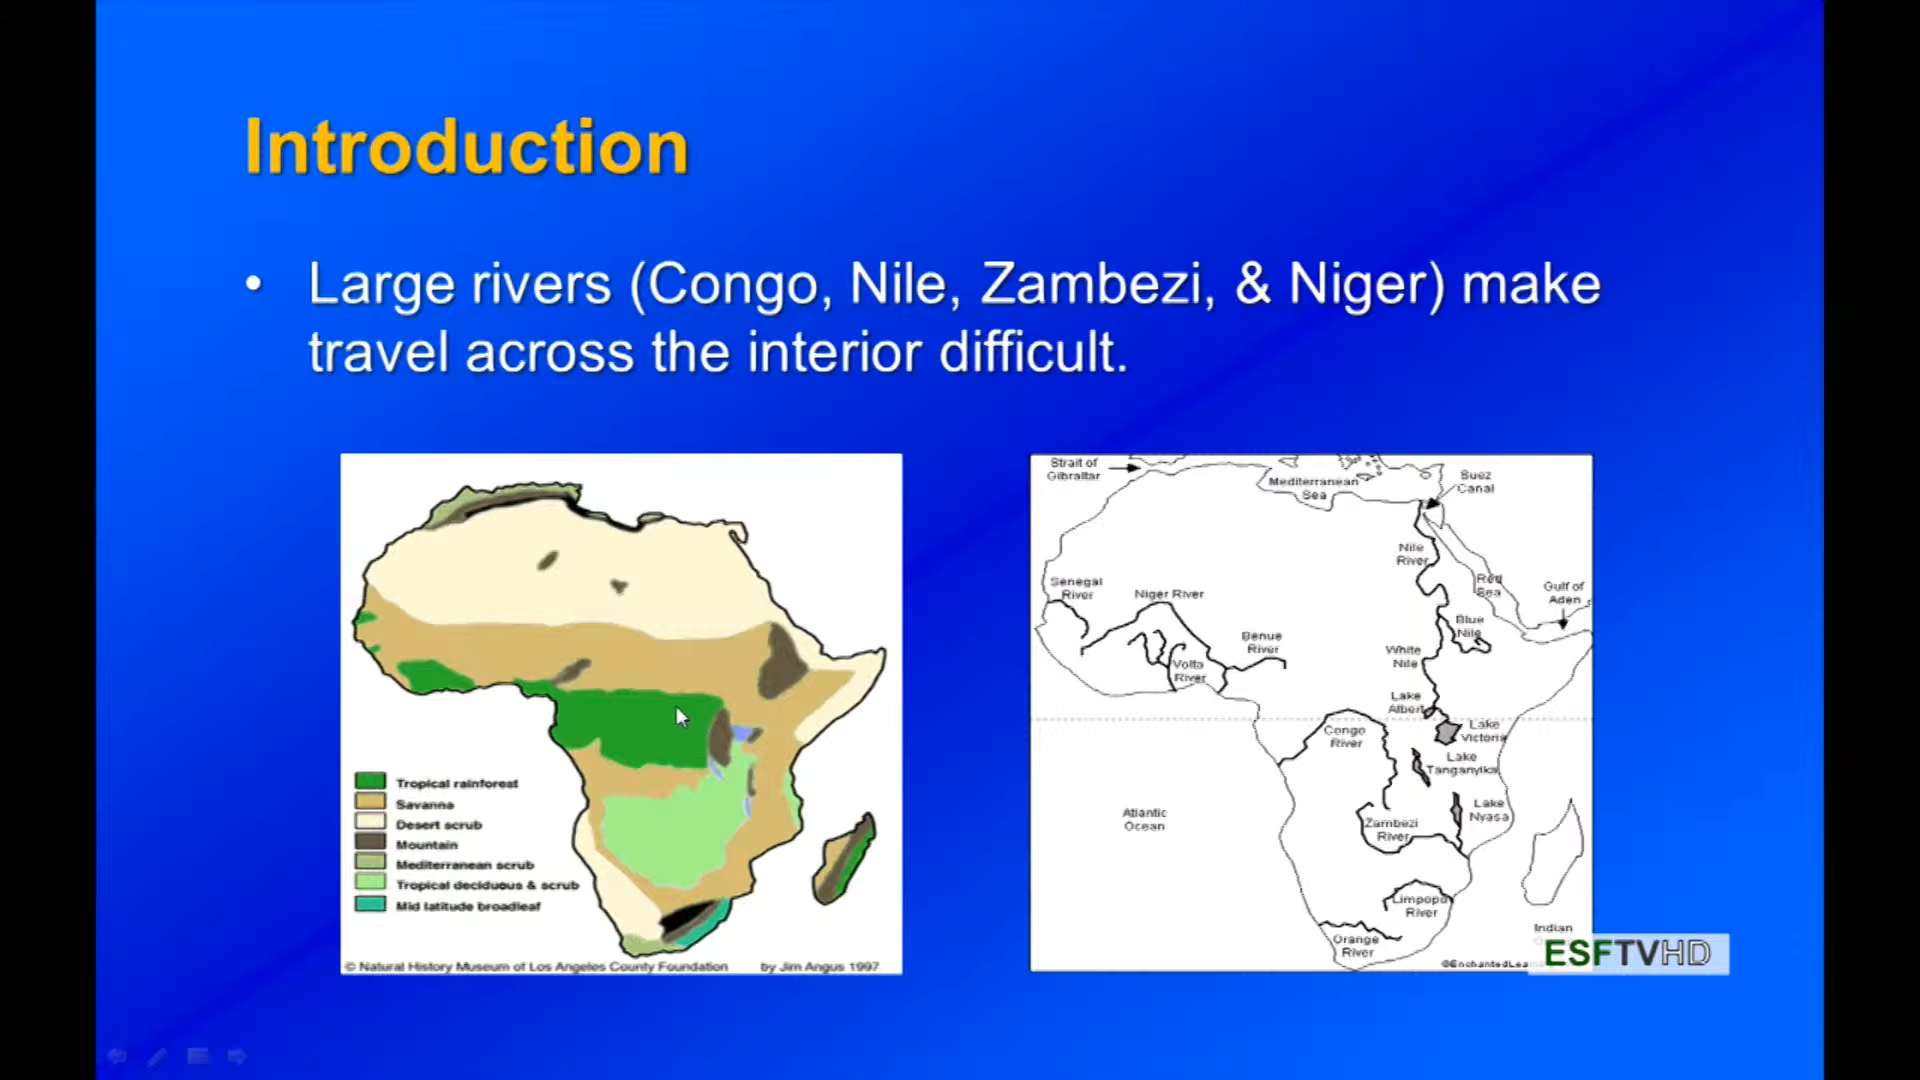 Introduction
• Large rivers (Congo, Nile, Zambezi, & Niger) make
travel across the interior difficult.
Tropical rainforest
Savanna
Desert scrub
Mountain
Mediterranean scrub
Tropical deciduous & scrub
Mid latitude broadleaf
© Natural History Museum of Los Angeles County Foundation by Jim Angus 1997
Strait of
Gibraltar
Mediterranean
Sea
Suez
Canal
Nile
River
Red
Sea
Gulf of
Aden
Senegal
River
Niger River
Blue
Nile
Benue
River
White
Nile
Volta
River
Lake
Albert
Congo
River
Lake
Victoria
Lake
Tanganyika
Lake
Nyasa
Atlantic
Ocean
Zambezi
River
Limpopo
River
Orange
River
Indian
ESFTVHD